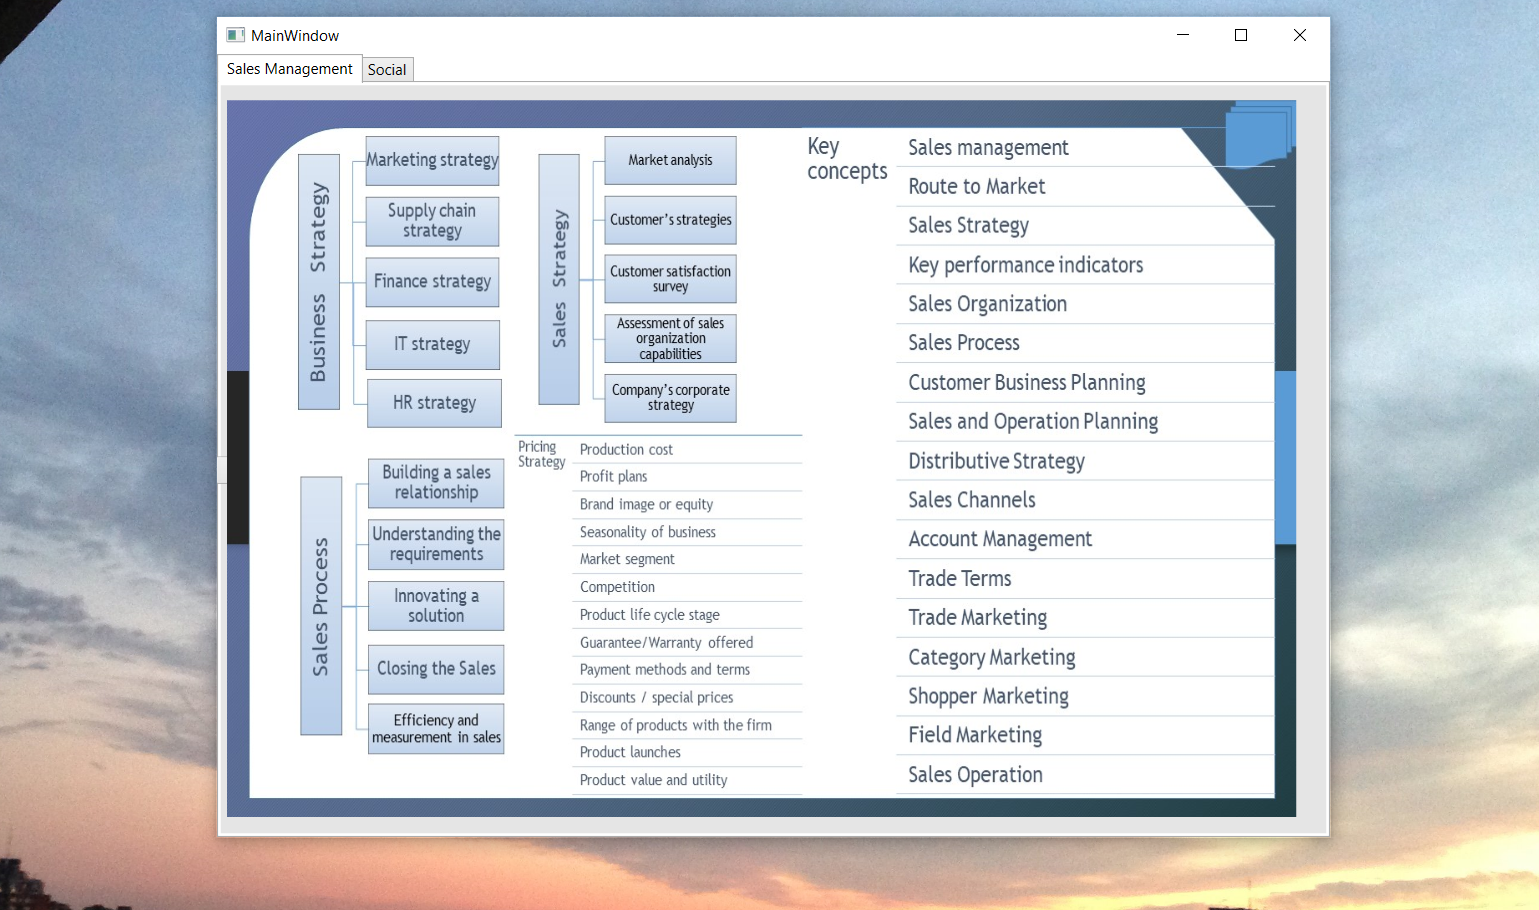 MainWindow
Sales Management
Social
Business Strategy
Marketing strategy
Supply chain
strategy
Finance strategy
IT strategy
HR strategy
Sales Strategy
Market analysis
Customer's strategies
Customer satisfaction
survey
Assessment of sales
organization
capabilities
Company's corporate
strategy
Sales Process
Building a sales
relationship
Understanding the
requirements
Innovating a
solution
Closing the Sales
Efficiency and
measurement in sales
Pricing
Strategy
Production cost
Profit plans
Brand image or equity
Seasonality of business
Market segment
Competition
Product life cycle stage
Guarantee/Warranty offered
Payment methods and terms
Discounts / special prices
Range of products with the firm
Product launches
Product value and utility
Key
concepts
Sales management
Route to Market
Sales Strategy
Key performance indicators
Sales Organization
Sales Process
Customer Business Planning
Sales and Operation Planning
Distributive Strategy
Sales Channels
Account Management
Trade Terms
Trade Marketing
Category Marketing
Shopper Marketing
Field Marketing
Sales Operation